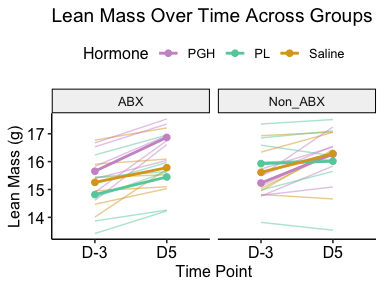 Lean Mass Over Time Across Groups
Hormone PGH PL Saline
ABX Non_ABX
Lean Mass (g)
17
16
15
14
D-3 D5 D-3 D5
Time Point